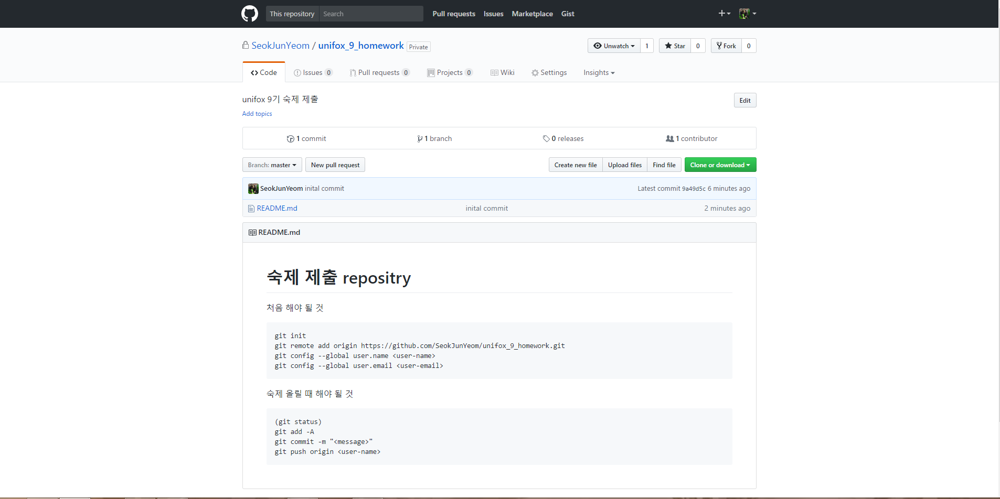 This repository Search Pull requests Issues Marketplace Gist
SeokJunYeom / unifox_9_homework Private Unwatch 1 Star 0 Fork 0
Code Issues 0 Pull requests 0 Projects 0 Wiki Settings Insights
unifox 9기 숙제 제출 Edit
Add topics
1 commit 1 branch 0 releases 1 contributor
Branch: master New pull request Create new file Upload files Find file Clone or download
SeokJunYeom inital commit Latest commit 9a49d5c 6 minutes ago
README.md inital commit 2 minutes ago
README.md
숙제 제출 repositry
처음 해야 될 것
git init
git remote add origin https://github.com/SeokJunYeom/unifox_9_homework.git
git config --global user.name <user-name>
git config --global user.email <user-email>
숙제 올릴 때 해야 될 것
(git status)
git add -A
git commit -m "<message>"
git push origin <user-name>